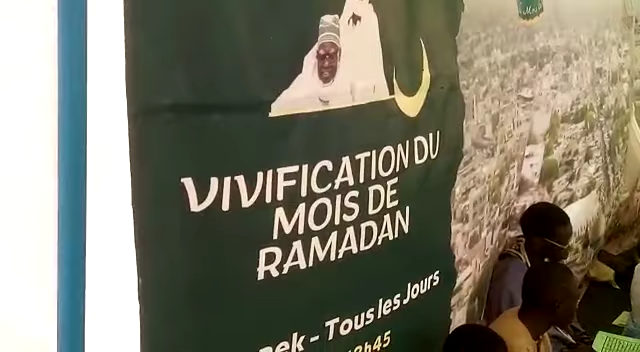 VIVIFICATION DU
MOIS DE
RAMADAN
- Tous les Jours